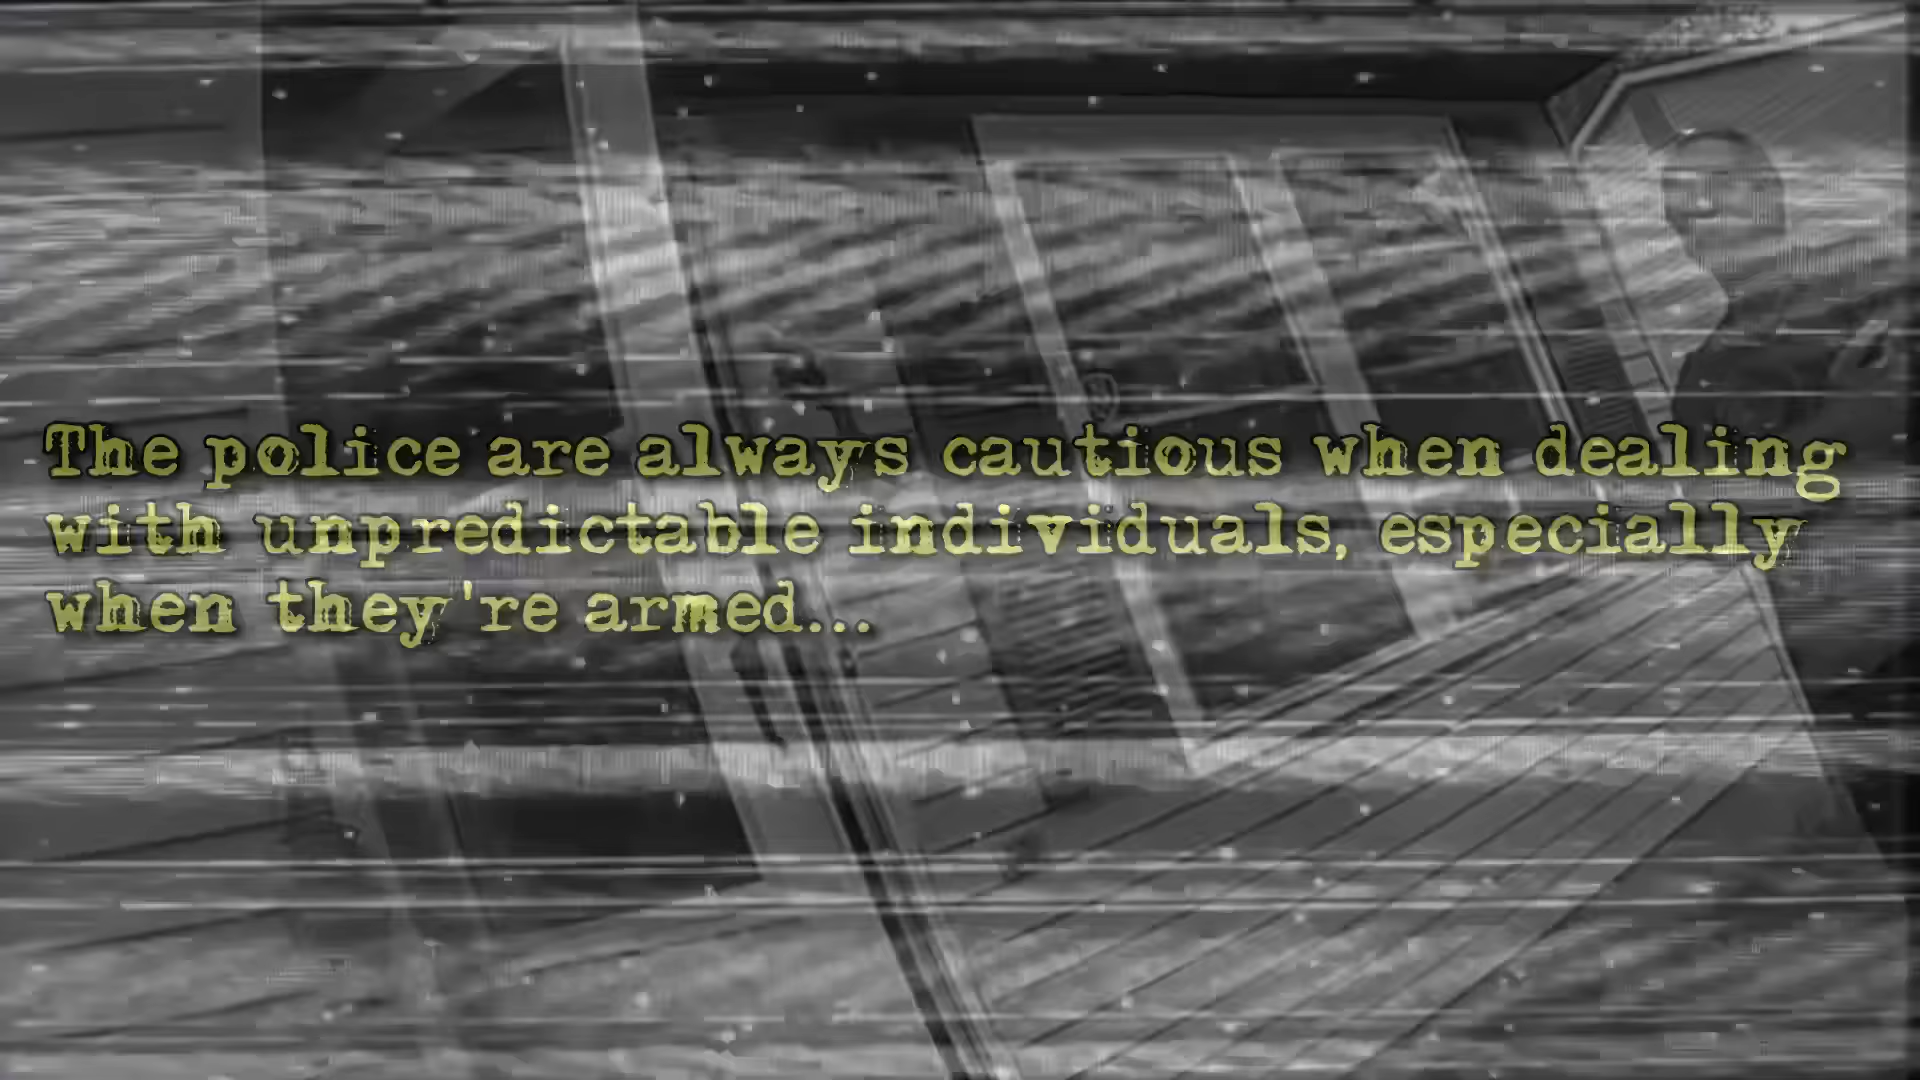 The police are always cautious when dealing
with unpredictable individuals, especially
when they're armed...